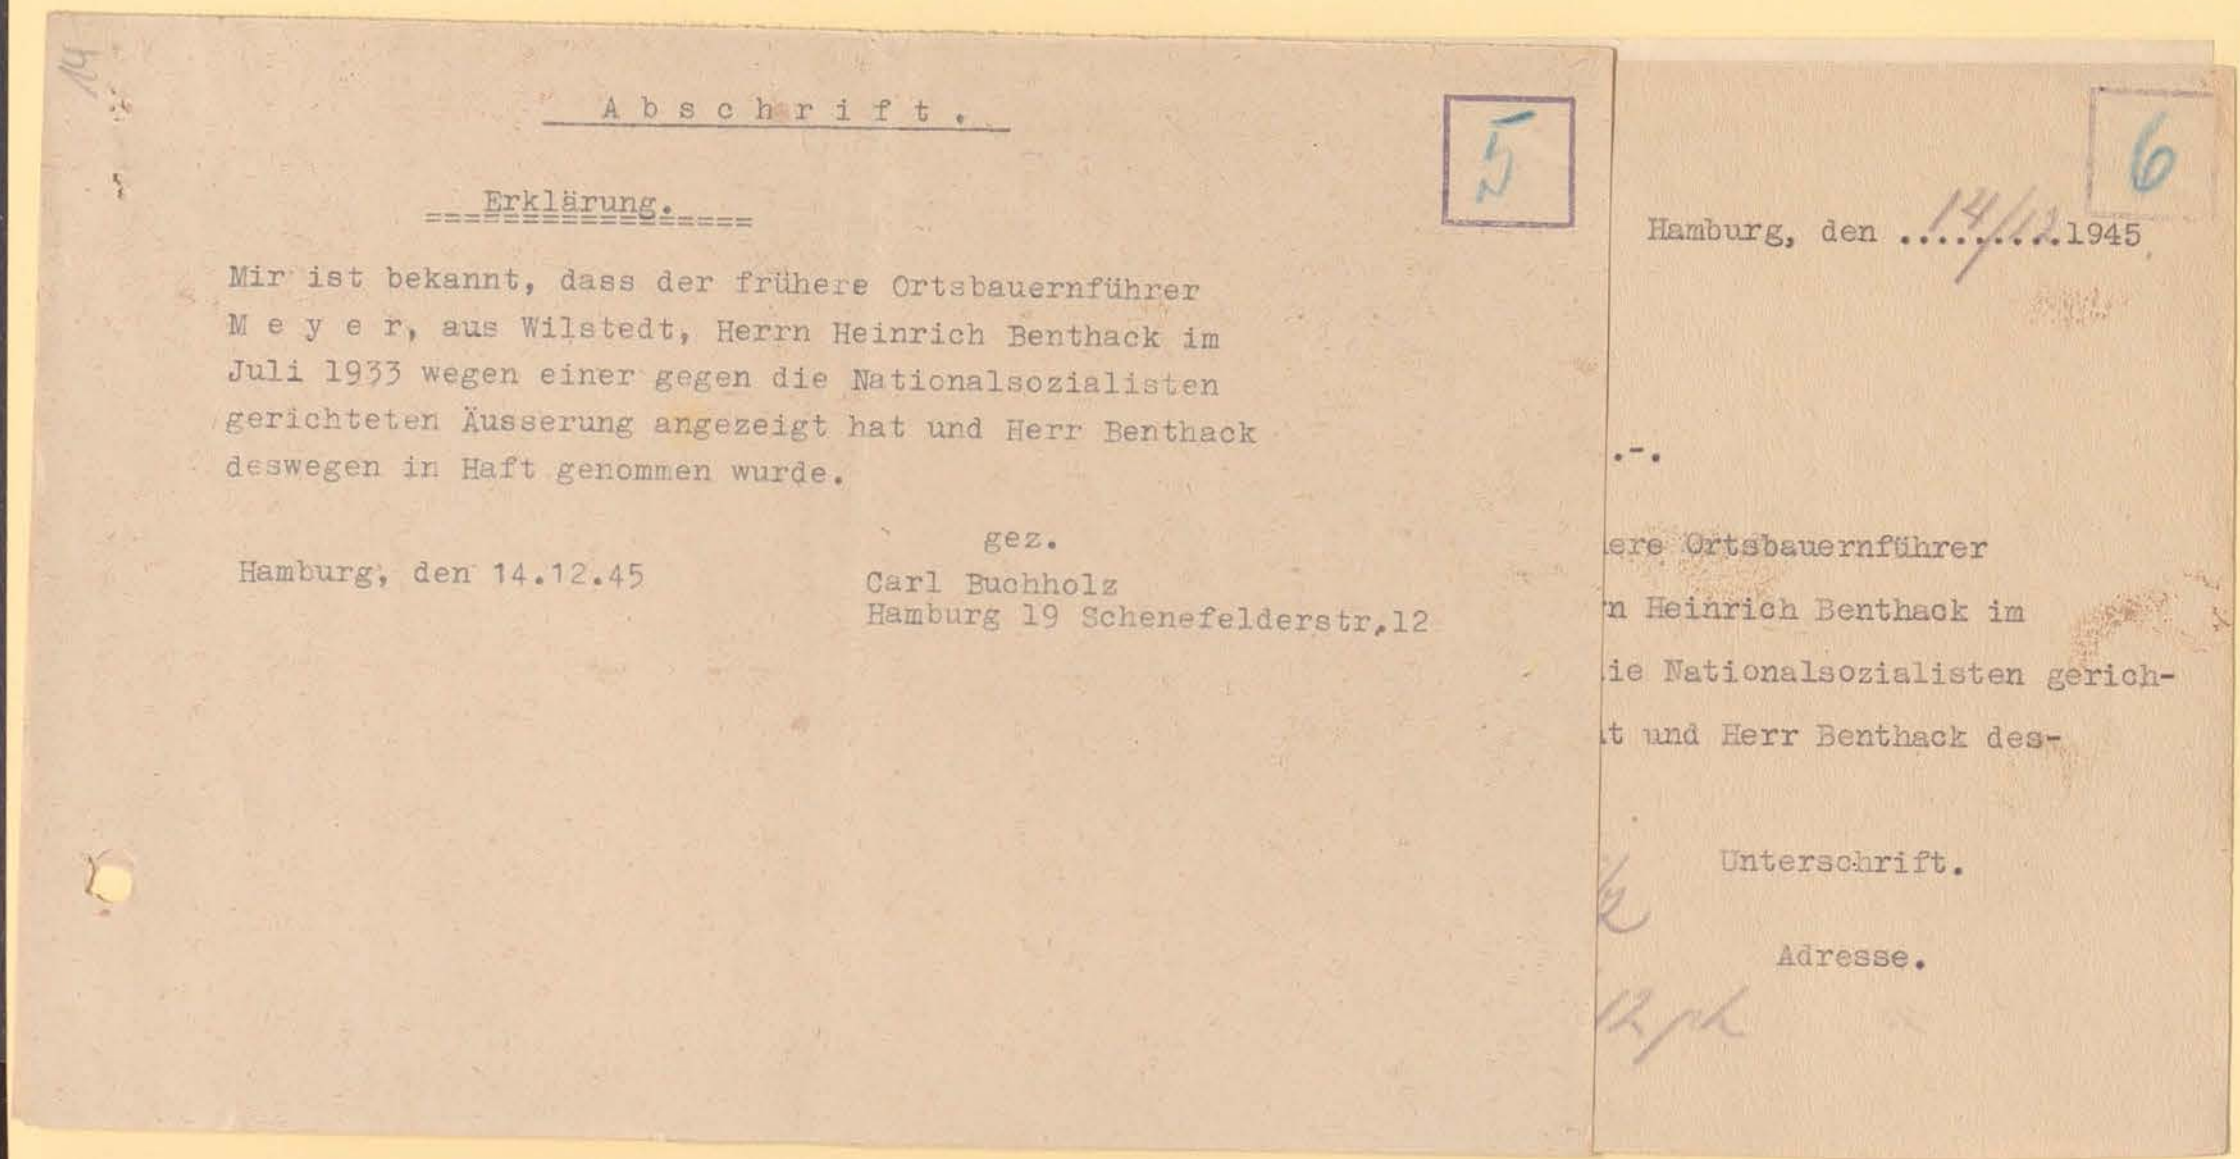 14
A b s c h r i f t .
5
Erklärung.
===================
Mir ist bekannt, dass der frühere Ortsbauernführer
M e y e r, aus Wilstedt, Herrn Heinrich Benthack im
Juli 1933 wegen einer gegen die Nationalsozialisten
gerichteten Äusserung angezeigt hat und Herr Benthack
deswegen in Haft genommen wurde.
gez.
Hamburg, den 14.12.45
Carl Buchholz
Hamburg 19 Schenefelderstr,12
6
Hamburg, den 14/12.1945
.-.
ere Ortsbauernführer
n Heinrich Benthack im
ie Nationalsozialisten gerich-
t und Herr Benthack des-
Unterschrift.
Adresse.
12